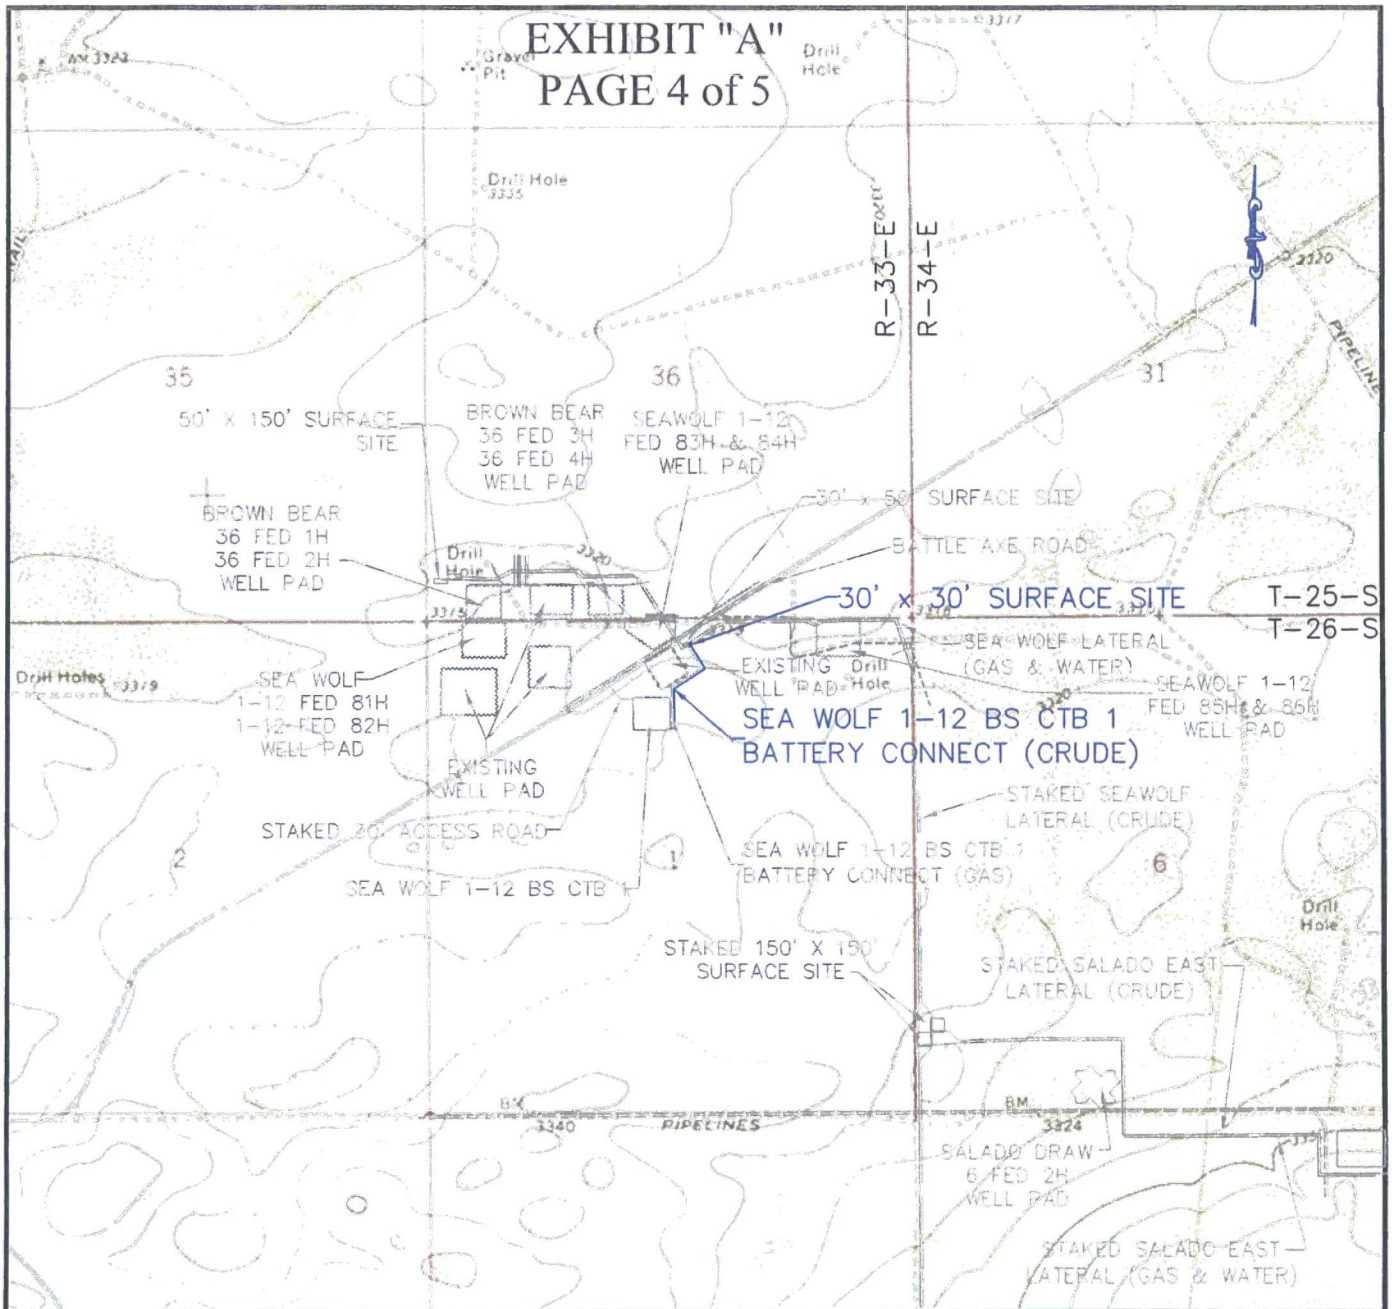 EXHIBIT "A"
PAGE 4 of 5
3317
3323
Gravel
Pit
Drill
Hole
Drill Hole
3335
R-33-E
R-34-E
3320
PIPELINE
35
36
31
50' X 150' SURFACE
SITE
BROWN BEAR
36 FED 3H
36 FED 4H
WELL PAD
SEAWOLF 1-12
FED 83H & 84H
WELL PAD
SURFACE SITE
BROWN BEAR
36 FED 1H
36 FED 2H
WELL PAD
Drill
Hole
3320
BATTLE AXE ROAD
30' x 30' SURFACE SITE
T-25-S
T-26-S
3315
SEA WOLF LATERAL
(GAS & WATER)
EXISTING
WELL PAD
Drill
Hole
Drill Holes
3319
SEA WOLF
1-12 FED 81H
1-12 FED 82H
WELL PAD
3320
SEAWOLF 1-12
FED 85H & 86H
WELL PAD
SEA WOLF 1-12 BS CTB 1
BATTERY CONNECT (CRUDE)
EXISTING
WELL PAD
STAKED SEAWOLF
LATERAL (CRUDE)
STAKED 30' ACCESS ROAD
2
1
6
SEA WOLF 1-12 BS CTB 1
BATTERY CONNECT (GAS)
SEA WOLF 1-12 BS CTB 1
Drill
Hole
STAKED 150' X 150'
SURFACE SITE
STAKED SALADO EAST
LATERAL (CRUDE)
BM
3340
PIPELINES
BM
3324
SALADO DRAW
6 FED 2H
WELL PAD
STAKED SALADO EAST
LATERAL (GAS & WATER)